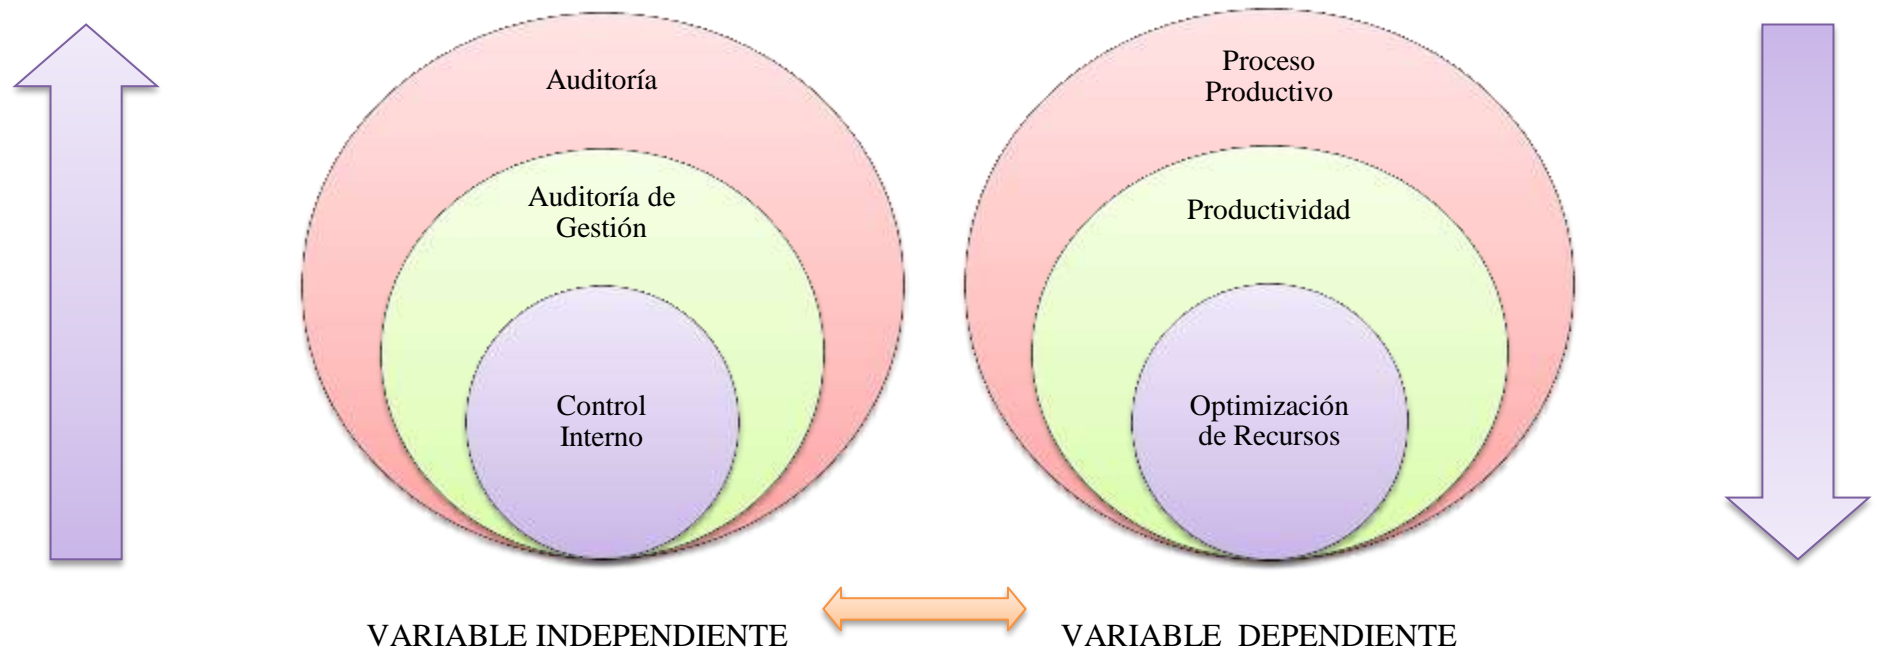 Auditoría
Auditoría de
Gestión
Control
Interno
Proceso
Productivo
Productividad
Optimización
de Recursos
VARIABLE INDEPENDIENTE
VARIABLE  DEPENDIENTE